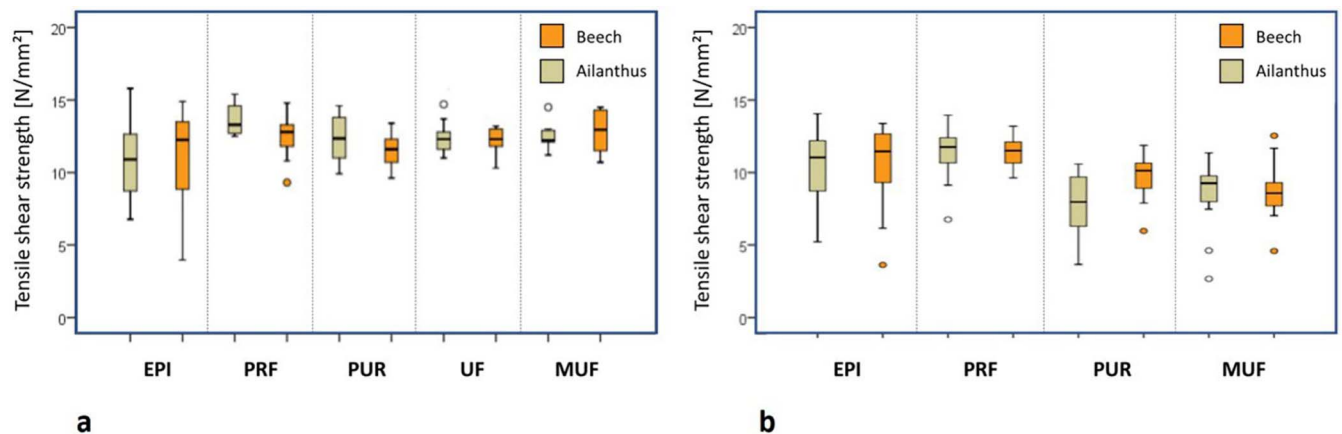 Tensile shear strength [N/mm²]
20
15
10
5
0
Beech
Ailanthus
EPI PRF PUR UF MUF
a
Tensile shear strength [N/mm²]
20
15
10
5
0
Beech
Ailanthus
EPI PRF PUR MUF
b